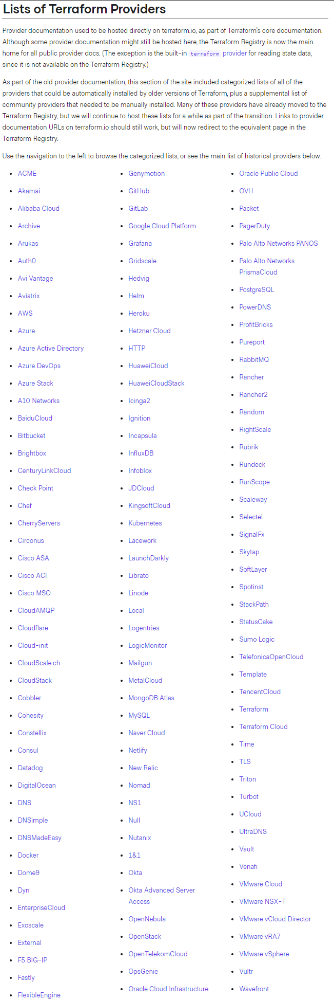 Lists of Terraform Providers
Provider documentation used to be hosted directly on terraform.io, as part of Terraform's core documentation.
Although some provider documentation might still be hosted here, the Terraform Registry is now the main
home for all public provider docs. (The exception is the built-in terraform provider for reading state data,
since it is not available on the Terraform Registry.)
As part of the old provider documentation, this section of the site included categorized lists of all of the
providers that could be automatically installed by older versions of Terraform, plus a supplemental list of
community providers that needed to be manually installed. Many of these providers have already moved to the
Terraform Registry, but we will continue to host these lists for a while as part of the transition. Links to provider
documentation URLs on terraform.io should still work, but will now redirect to the equivalent page in the
Terraform Registry.
Use the navigation to the left to browse the categorized lists, or see the main list of historical providers below.
ACME
Akamai
Alibaba Cloud
Archive
Arukas
Auth0
Avi Vantage
Aviatrix
AWS
Azure
Azure Active Directory
Azure DevOps
Azure Stack
A10 Networks
BaiduCloud
Bitbucket
Brightbox
CenturyLinkCloud
Check Point
Chef
CherryServers
Circonus
Cisco ASA
Cisco ACI
Cisco MSO
CloudAMQP
Cloudflare
Cloud-init
CloudScale.ch
CloudStack
Cobbler
Cohesity
Constellix
Consul
Datadog
DigitalOcean
DNS
DNSimple
DNSMadeEasy
Docker
Dome9
Dyn
EnterpriseCloud
Exoscale
External
F5 BIG-IP
Fastly
FlexibleEngine
Genymotion
GitHub
GitLab
Google Cloud Platform
Grafana
Gridscale
Hedvig
Helm
Heroku
Hetzner Cloud
HTTP
HuaweiCloud
HuaweiCloudStack
Icinga2
Ignition
Incapsula
InfluxDB
Infoblox
JDCloud
KingsoftCloud
Kubernetes
Lacework
LaunchDarkly
Librato
Linode
Local
Logentries
LogicMonitor
Mailgun
MetalCloud
MongoDB Atlas
MySQL
Naver Cloud
Netlify
New Relic
Nomad
NS1
Null
Nutanix
1&1
Okta
Okta Advanced Server
Access
OpenNebula
OpenStack
OpenTelekomCloud
OpsGenie
Oracle Cloud Infrastructure
Oracle Public Cloud
OVH
Packet
PagerDuty
Palo Alto Networks PANOS
Palo Alto Networks
PrismaCloud
PostgreSQL
PowerDNS
ProfitBricks
Pureport
RabbitMQ
Rancher
Rancher2
Random
RightScale
Rubrik
Rundeck
RunScope
Scaleway
Selectel
SignalFx
Skytap
SoftLayer
Spotinst
StackPath
StatusCake
Sumo Logic
TelefonicaOpenCloud
Template
TencentCloud
Terraform
Terraform Cloud
Time
TLS
Triton
Turbot
UCloud
UltraDNS
Vault
Venafi
VMware Cloud
VMware NSX-T
VMware vCloud Director
VMware vRA7
VMware vSphere
Vultr
Wavefront